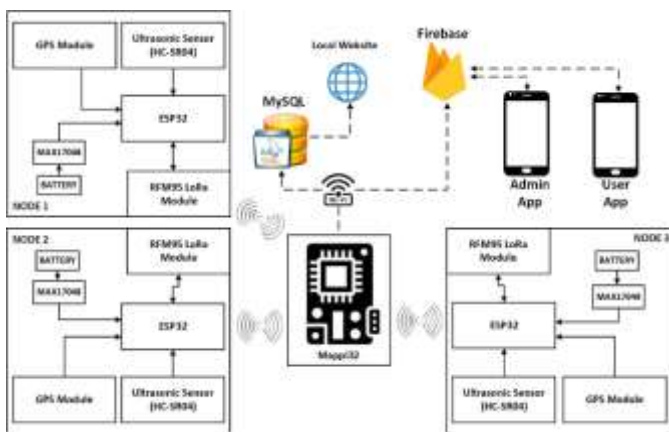 GPS Module
Ultrasonic Sensor
(HC-SR04)
ESP32
MAX17048
BATTERY
RFM95 LoRa
Module
NODE 1
Local Website
Firebase
MySQL
Admin
App
User
App
NODE 2
BATTERY
MAX17048
RFM95 LoRa
Module
ESP32
GPS Module
Ultrasonic Sensor
(HC-SR04)
Mappi32
NODE 3
RFM95 LoRa
Module
BATTERY
MAX17048
ESP32
Ultrasonic Sensor
(HC-SR04)
GPS Module